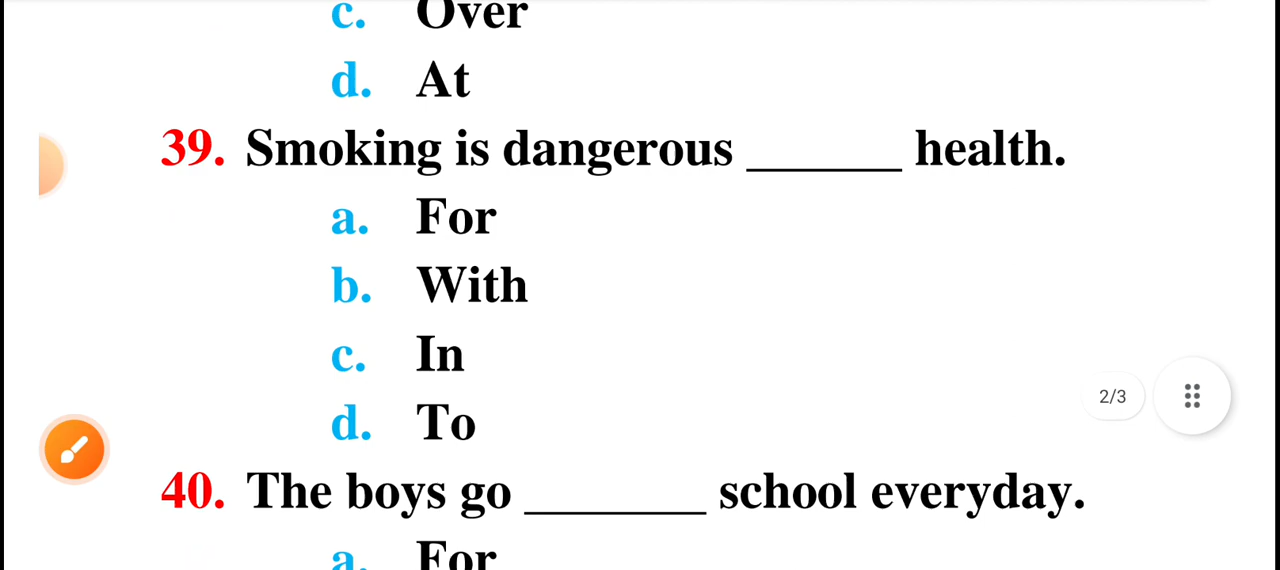 c. Over
d. At
39. Smoking is dangerous ______ health.
a. For
b. With
c. In
d. To
2/3
40. The boys go _______ school everyday.
a. For